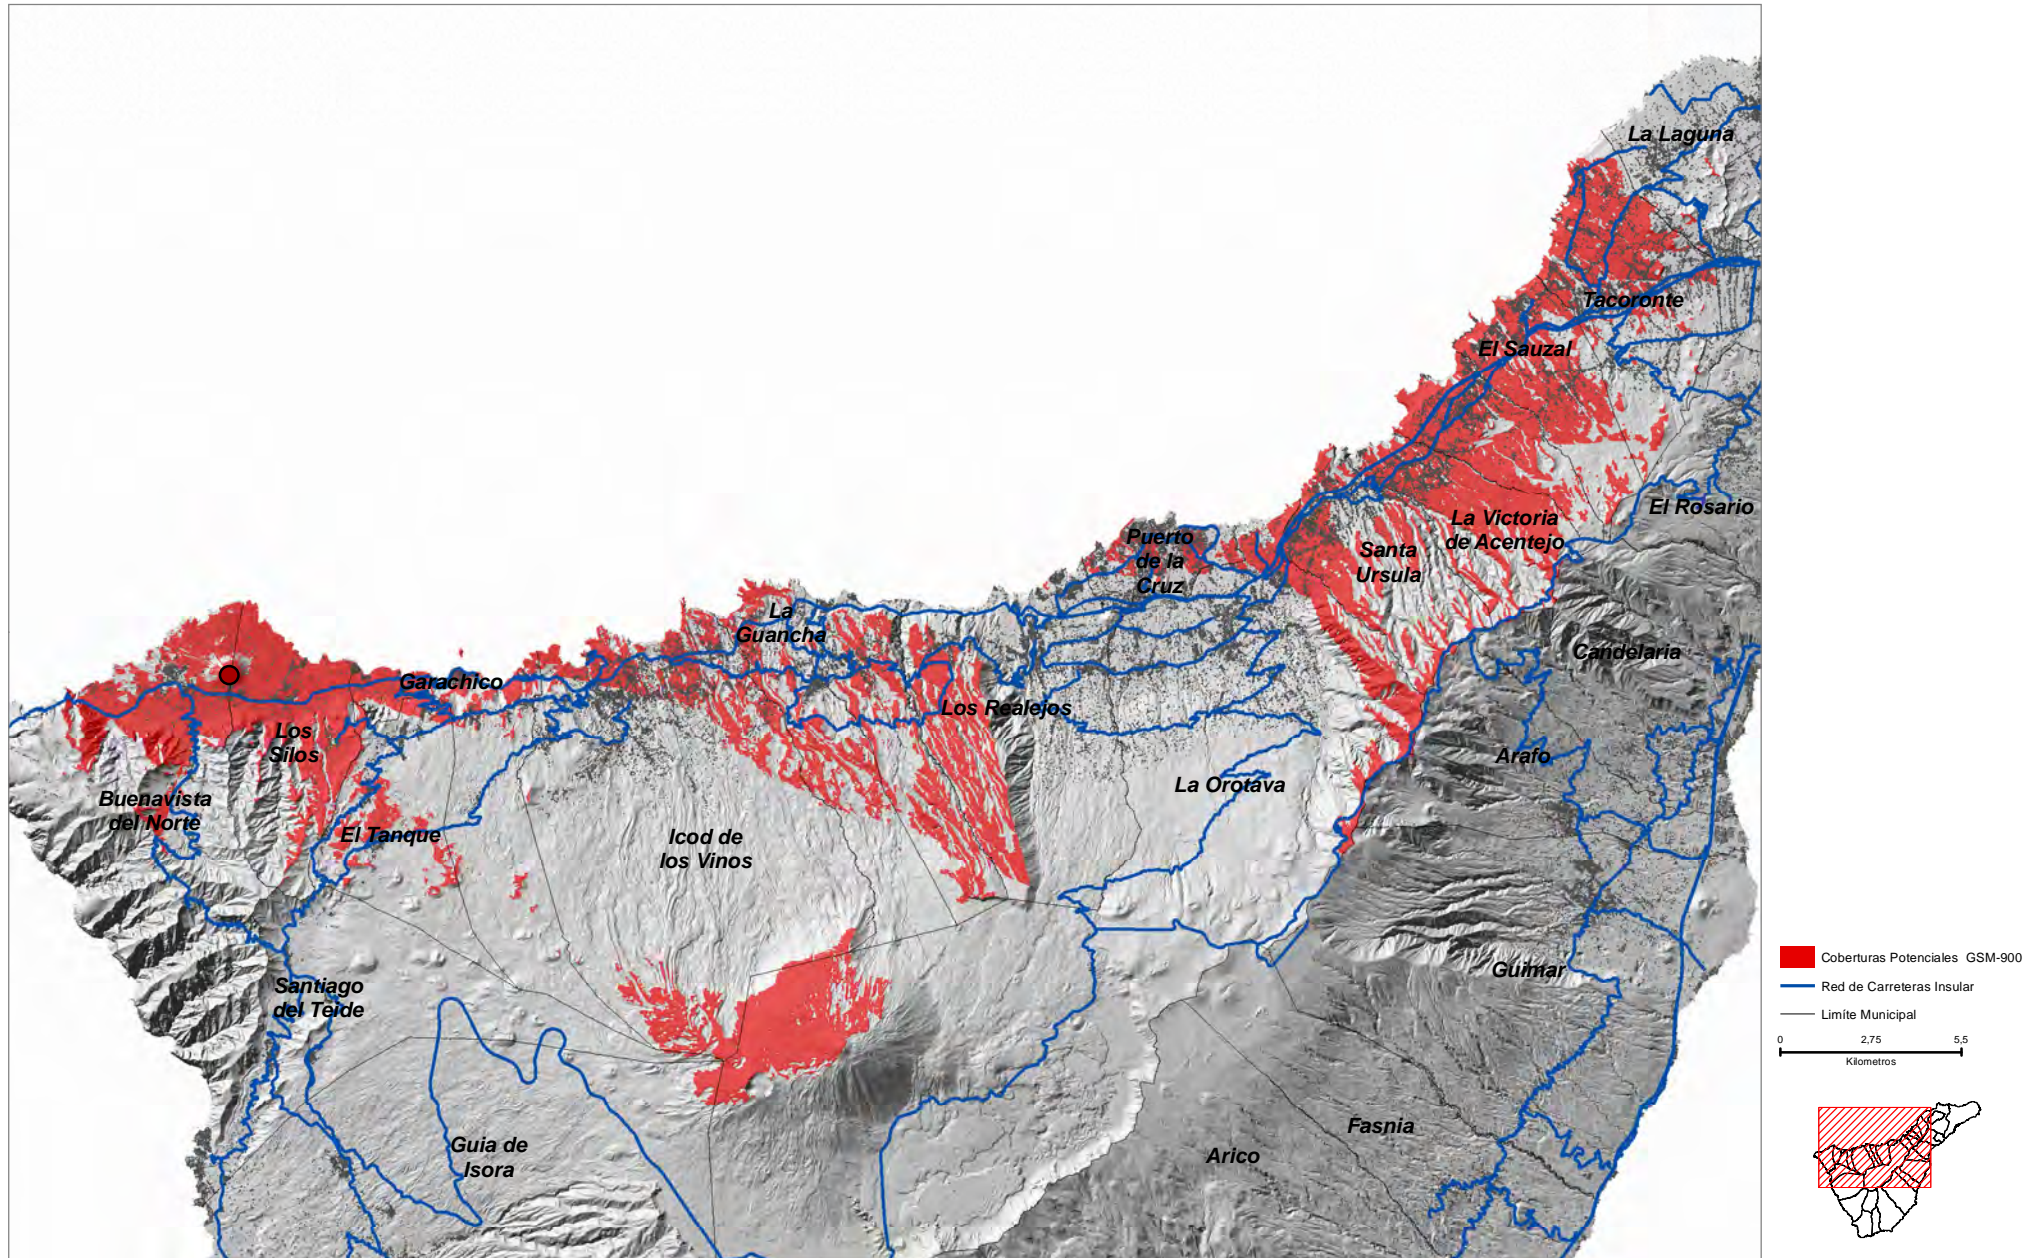 La Laguna
Tacoronte
El Sauzal
El Rosario
La Victoria
de Acentejo
Santa
Ursula
Puerto
de la
Cruz
La
Guancha
Candelaria
Garachico
Los Realejos
Los
Silos
Arafo
La Orotava
Buenavista
del Norte
El Tanque
Icod de
los Vinos
Guimar
Santiago
del Teide
Fasnia
Guia de
Isora
Arico
Coberturas Potenciales GSM-900
Red de Carreteras Insular
Limíte Municipal
0 2,75 5,5
Kilometros